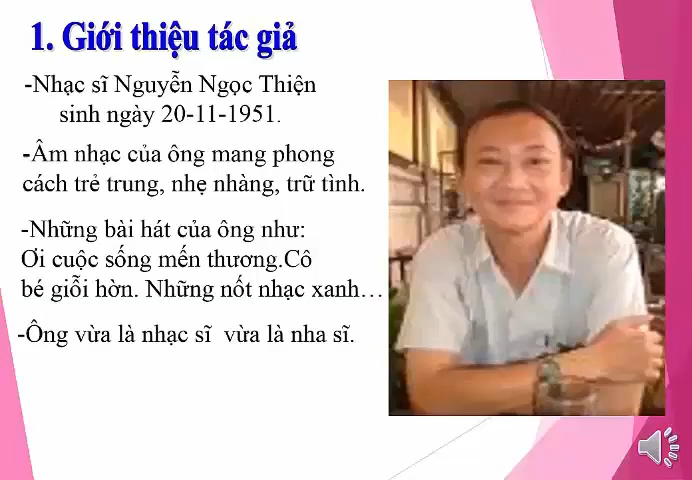 1. Giới thiệu tác giả
-Nhạc sĩ Nguyễn Ngọc Thiện
sinh ngày 20-11-1951.
-Âm nhạc của ông mang phong
cách trẻ trung, nhẹ nhàng, trữ tình.
-Những bài hát của ông như:
Ơi cuộc sống mến thương.Cô
bé giỗi hờn. Những nốt nhạc xanh…
-Ông vừa là nhạc sĩ vừa là nha sĩ.